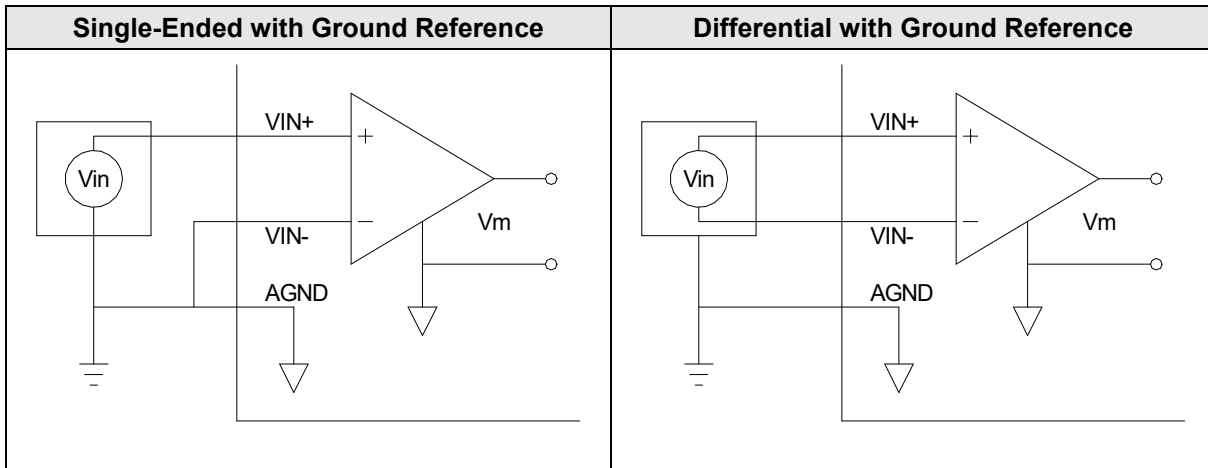 Single-Ended with Ground Reference
Differential with Ground Reference
VIN+
+
Vin
−
VIN-
Vm
AGND
VIN+
+
Vin
−
VIN-
Vm
AGND